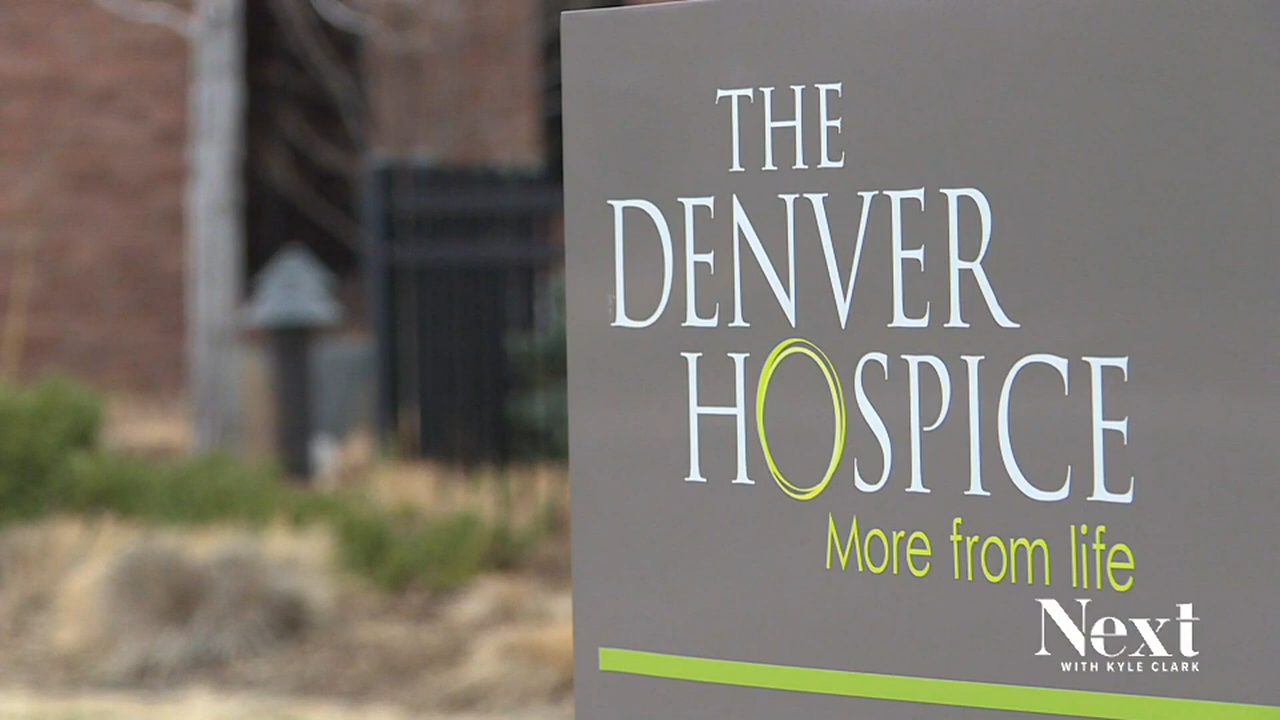 THE
DENVER
HOSPICE
More from life
Next
WITH KYLE CLARK